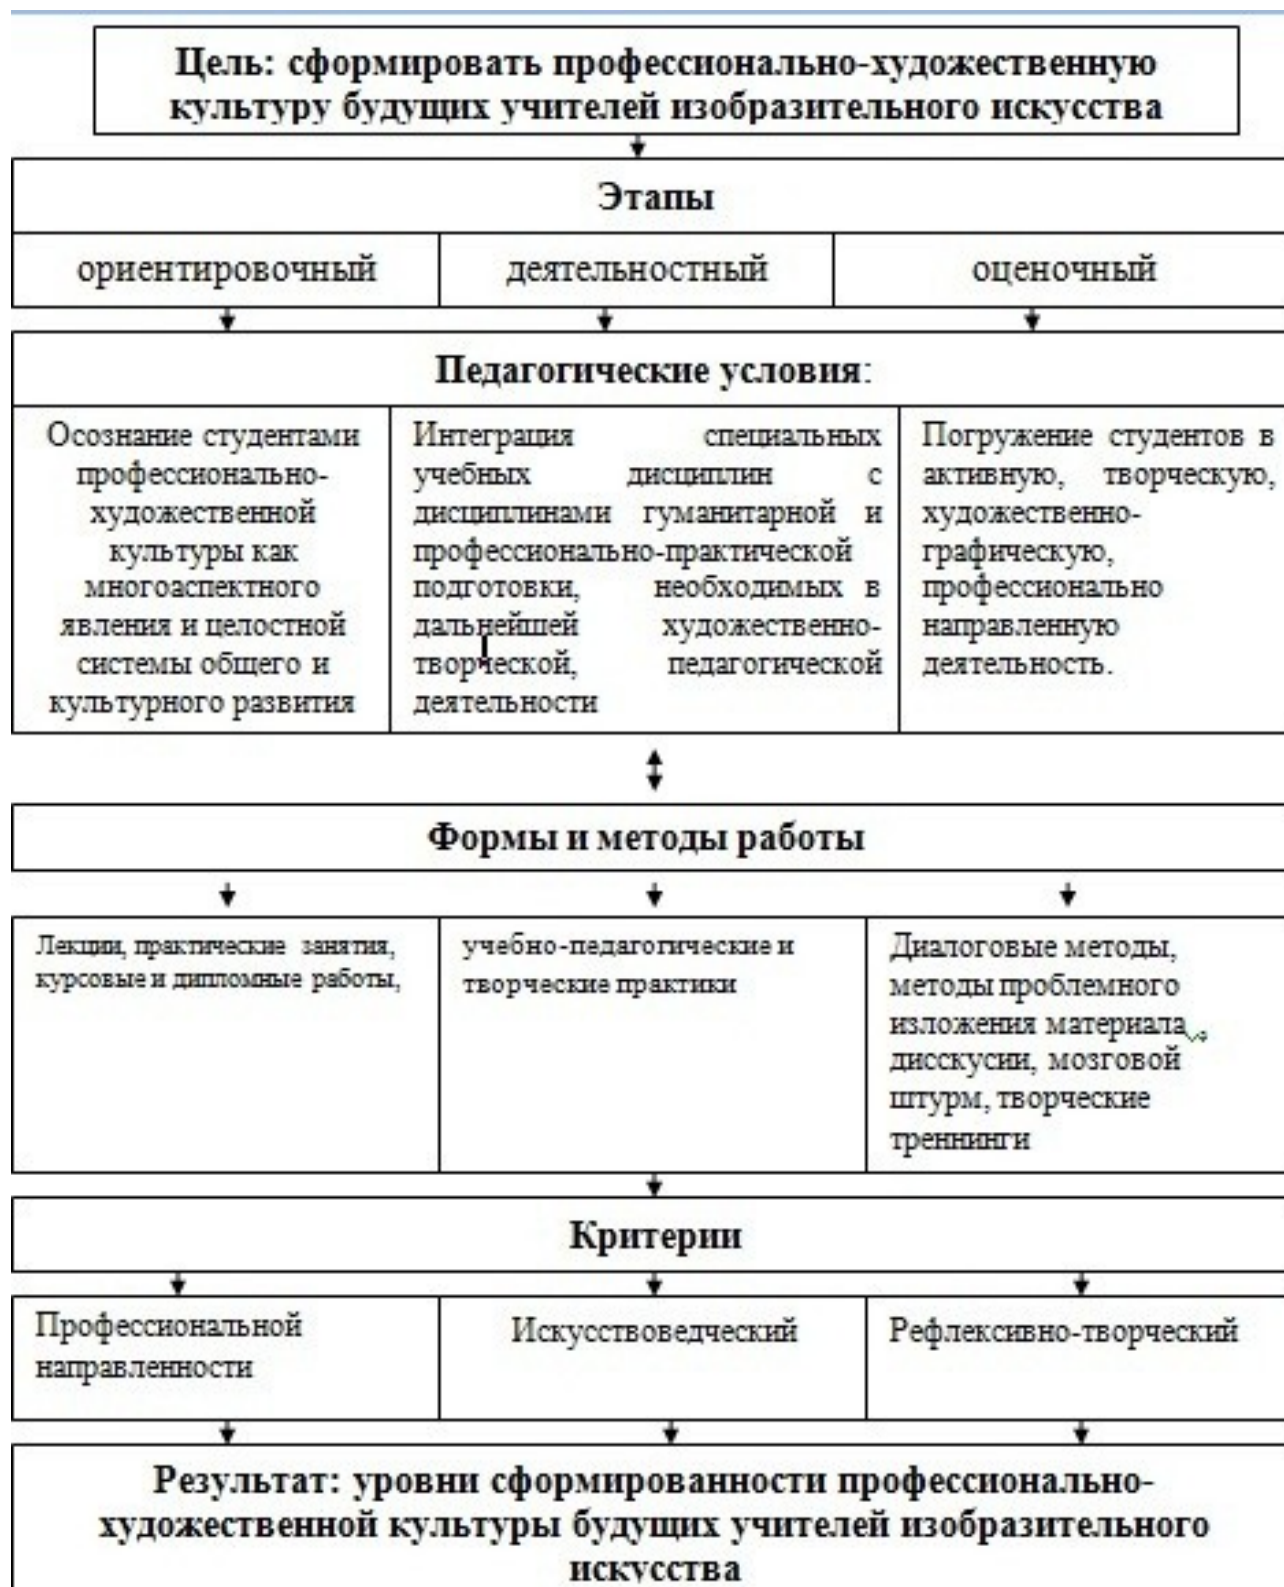 Цель: сформировать профессионально-художественную
культуру будущих учителей изобразительного искусства
Этапы
ориентировочный
деятельностный
оценочный
Педагогические условия:
Осознание студентами
профессионально-
художественной
культуры как
многоаспектного
явления и целостной
системы общего и
культурного развития
Интеграция специальных
учебных дисциплин с
дисциплинами гуманитарной и
профессионально-практической
подготовки, необходимых в
дальнейшей художественно-
творческой, педагогической
деятельности
Погружение студентов в
активную, творческую,
художественно-
графическую,
профессионально
направленную
деятельность.
Формы и методы работы
Лекции, практические занятия,
курсовые и дипломные работы,
учебно-педагогические и
творческие практики
Диалоговые методы,
методы проблемного
изложения материала ,
дисскусии, мозговой
штурм, творческие
треннинги
Критерии
Профессиональной
направленности
Искусствоведческий
Рефлексивно-творческий
Результат: уровни сформированности профессионально-
художественной культуры будущих учителей изобразительного
искусства